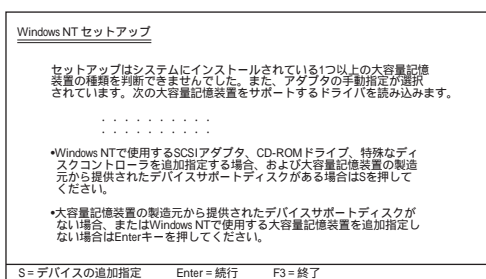 Windows NT セットアップ
セットアップはシステムにインストールされている1つ以上の大容量記憶
装置の種類を判断できませんでした。また、アダプタの手動指定が選択
されています。次の大容量記憶装置をサポートするドライバを読み込みます。
. . . . . . . . . .
. . . . . . . . . .
•Windows NTで使用するSCSIアダプタ、CD-ROMドライブ、特殊なディ
スクコントローラを追加指定する場合、および大容量記憶装置の製造
元から提供されたデバイスサポートディスクがある場合はSを押して
ください。
•大容量記憶装置の製造元から提供されたデバイスサポートディスクが
ない場合、またはWindows NTで使用する大容量記憶装置を追加指定し
ない場合はEnterキーを押してください。
S = デバイスの追加指定 Enter = 続行 F3 = 終了